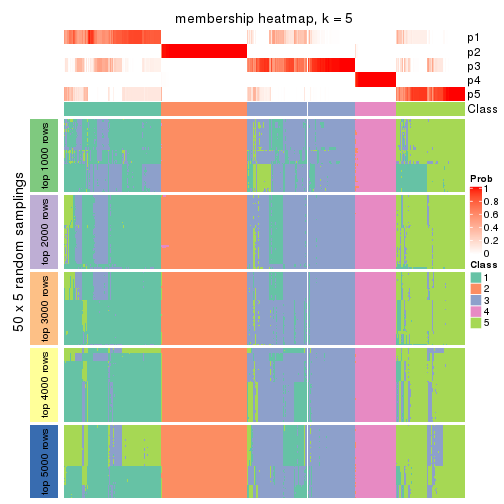 membership heatmap, k = 5
p1
p2
p3
p4
p5
Class
50 x 5 random samplings
top 1000 rows
top 2000 rows
top 3000 rows
top 4000 rows
top 5000 rows
Prob
1
0.8
0.6
0.4
0.2
0
Class
1
2
3
4
5